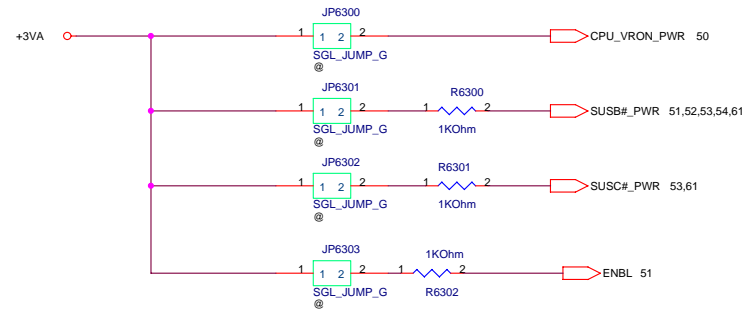 JP6300
+3VA 1 1 2 2 CPU_VRON_PWR 50
SGL_JUMP_G
@
JP6301
R6300
1 1 2 2 1 2 SUSB#_PWR 51,52,53,54,61
SGL_JUMP_G 1KOhm
@
JP6302
R6301
1 1 2 2 1 2 SUSC#_PWR 53,61
SGL_JUMP_G 1KOhm
@
JP6303
1KOhm
1 1 2 2 1 2 ENBL 51
SGL_JUMP_G R6302
@